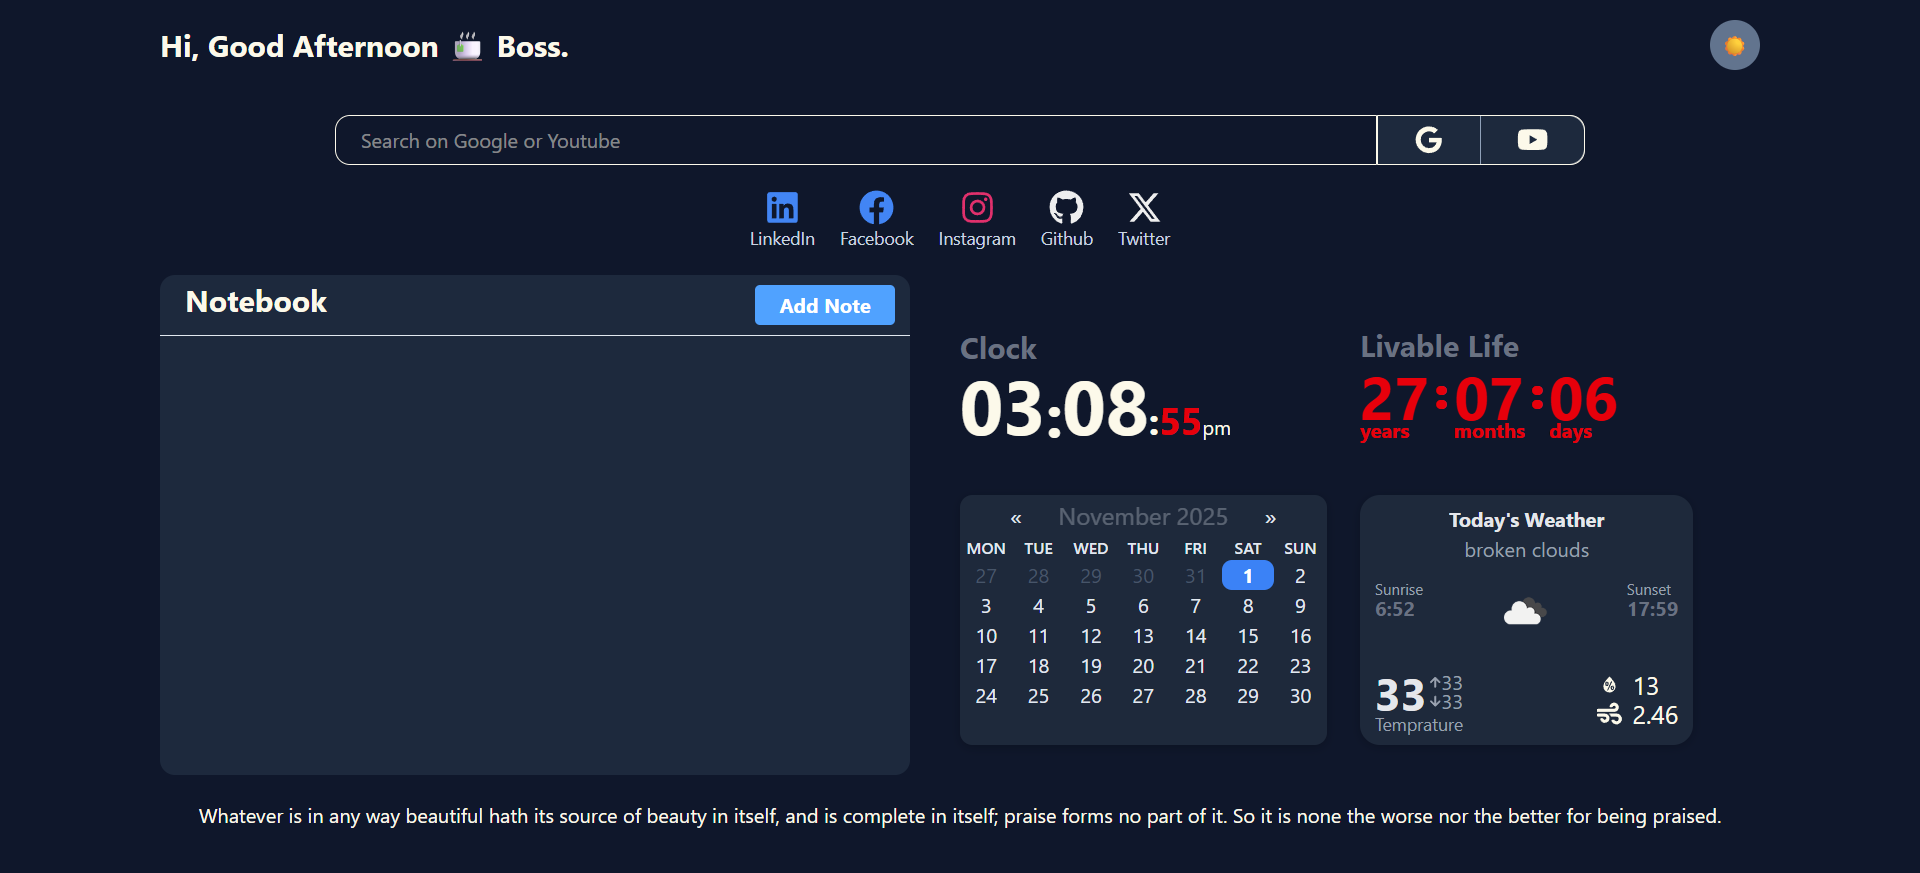 Hi, Good Afternoon ☕ Boss.
Search on Google or Youtube
LinkedIn Facebook Instagram Github Twitter
Notebook
Add Note
Clock
03:08:55pm
Livable Life
27:07:06
years months days
« November 2025 »
MON TUE WED THU FRI SAT SUN
27 28 29 30 31 1 2
3 4 5 6 7 8 9
10 11 12 13 14 15 16
17 18 19 20 21 22 23
24 25 26 27 28 29 30
Today's Weather
broken clouds
Sunrise Sunset
6:52 17:59
33 ↑33
↓33
Temprature
% 13
2.46
Whatever is in any way beautiful hath its source of beauty in itself, and is complete in itself; praise forms no part of it. So it is none the worse nor the better for being praised.